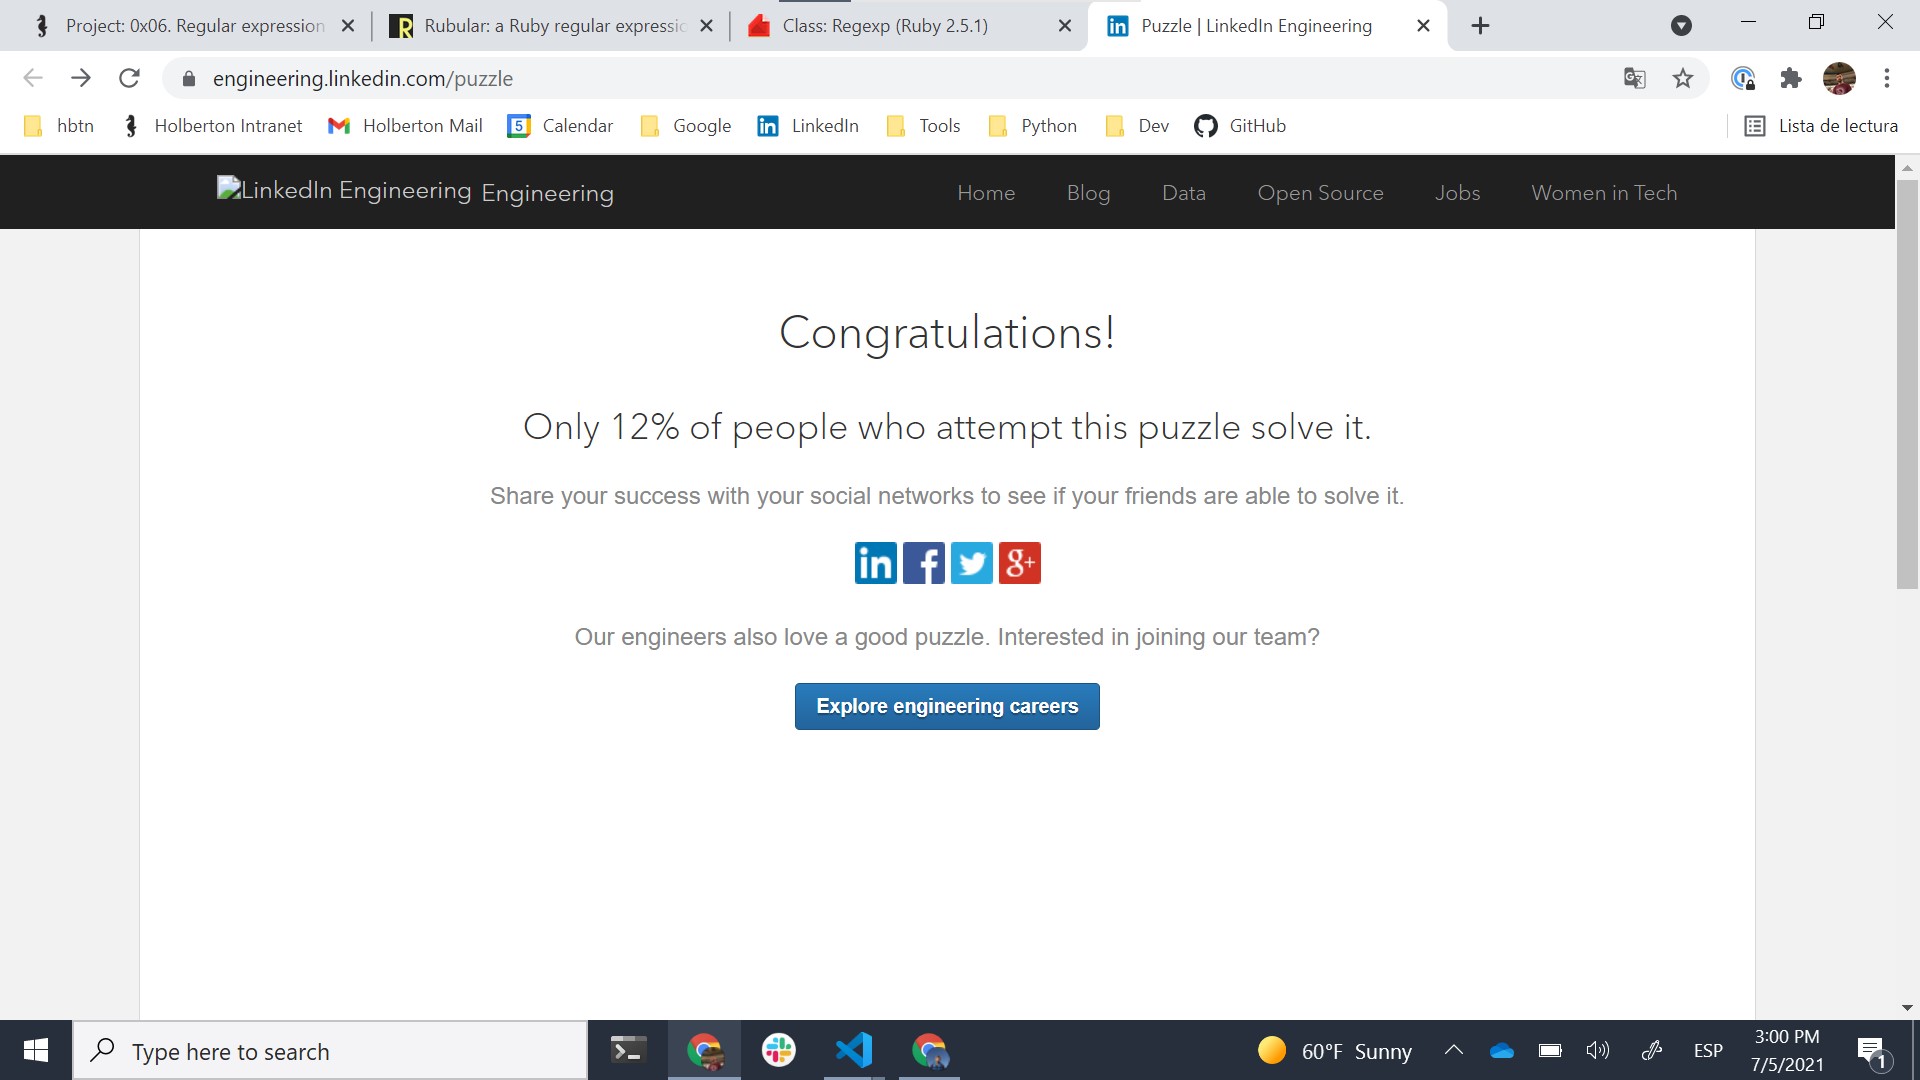 Project: 0x06. Regular expression
Rubular: a Ruby regular expressic
Class: Regexp (Ruby 2.5.1)
Puzzle | LinkedIn Engineering
engineering.linkedin.com/puzzle
hbtn
Holberton Intranet
Holberton Mail
5
Calendar
Google
in
LinkedIn
Tools
Python
Dev
GitHub
Lista de lectura
LinkedIn Engineering Engineering
Home
Blog
Data
Open Source
Jobs
Women in Tech
Congratulations!
Only 12% of people who attempt this puzzle solve it.
Share your success with your social networks to see if your friends are able to solve it.
in f g+
Our engineers also love a good puzzle. Interested in joining our team?
Explore engineering careers
Type here to search
60°F Sunny
ESP
3:00 PM
7/5/2021
1